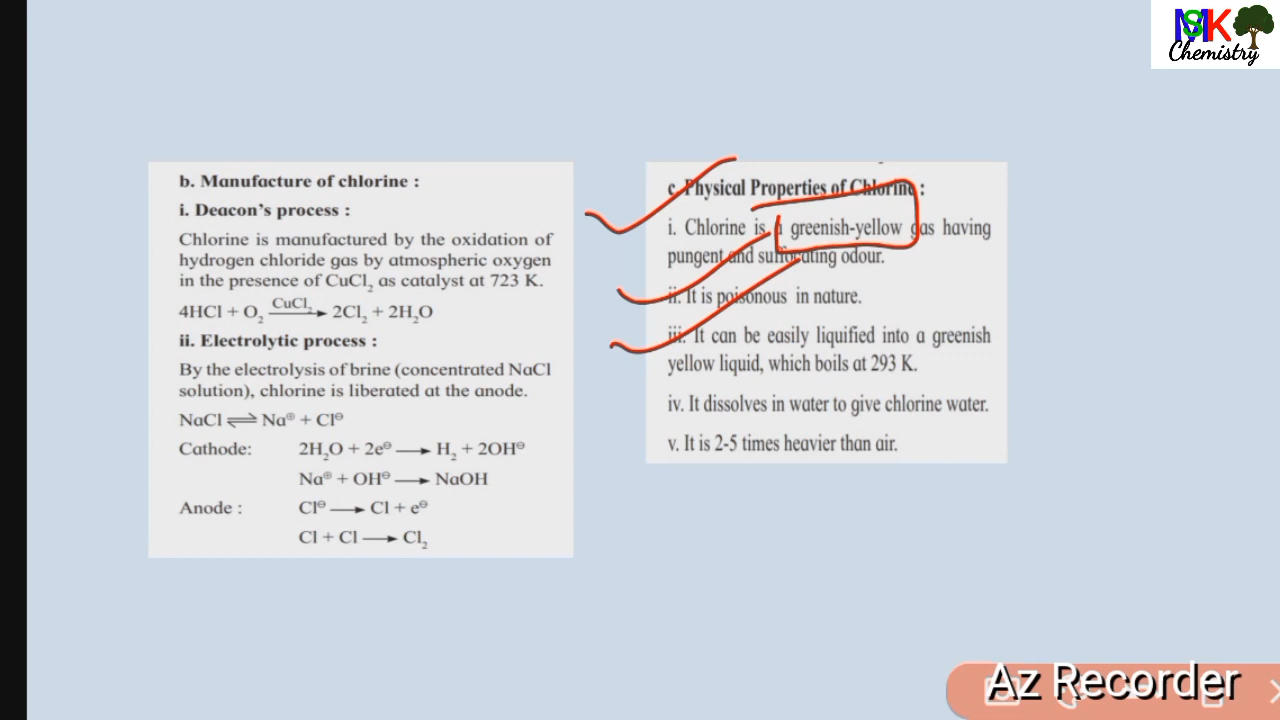 MSK
Chemistry
b. Manufacture of chlorine :
i. Deacon's process :
Chlorine is manufactured by the oxidation of
hydrogen chloride gas by atmospheric oxygen
in the presence of CuCl₂ as catalyst at 723 K.
4HCl + O₂ —CuCl₂→ 2Cl₂ + 2H₂O
ii. Electrolytic process :
By the electrolysis of brine (concentrated NaCl
solution), chlorine is liberated at the anode.
NaCl ⇌ Na⊕ + Cl⊖
Cathode: 2H₂O + 2e⊖ → H₂ + 2OH⊖
Na⊕ + OH⊖ → NaOH
Anode : Cl⊖ → Cl + e⊖
Cl + Cl → Cl₂
c. Physical Properties of Chlorine :
i. Chlorine is a greenish-yellow gas having
pungent and suffocating odour.
ii. It is poisonous in nature.
iii. It can be easily liquified into a greenish
yellow liquid, which boils at 293 K.
iv. It dissolves in water to give chlorine water.
v. It is 2-5 times heavier than air.
Az Recorder